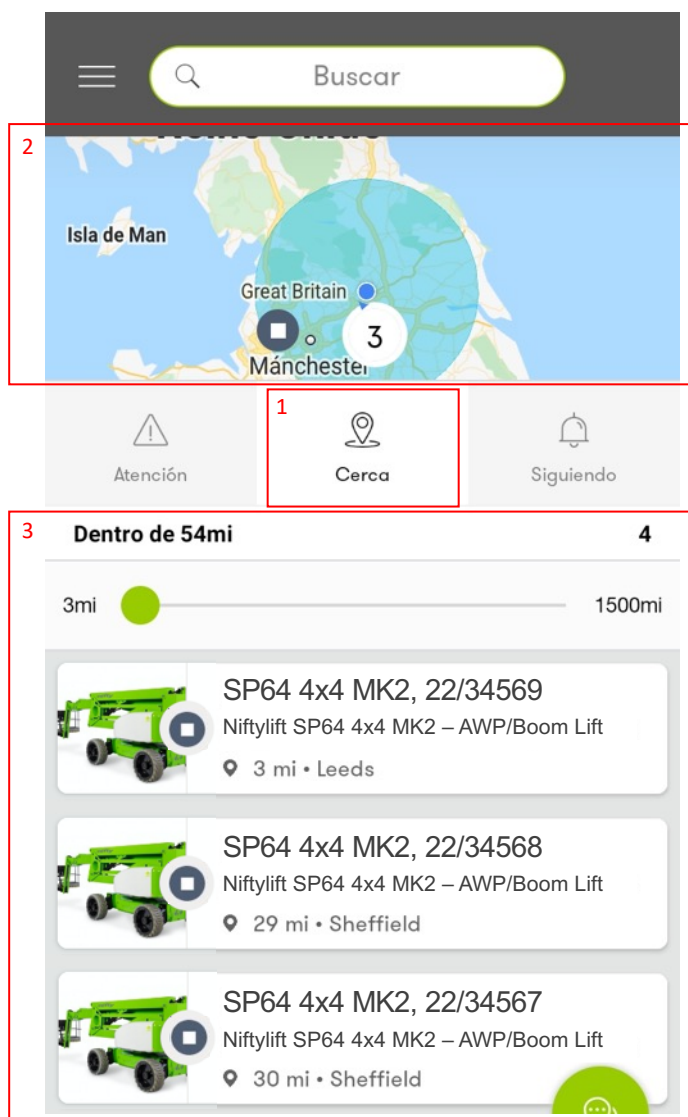 Buscar
2
Reino Unido
Isla de Man
Great Britain
3
Mánchester
1
Atención
Cerca
Siguiendo
3
Dentro de 54mi 4
3mi 1500mi
SP64 4x4 MK2, 22/34569
Niftylift SP64 4x4 MK2 – AWP/Boom Lift
3 mi • Leeds
SP64 4x4 MK2, 22/34568
Niftylift SP64 4x4 MK2 – AWP/Boom Lift
29 mi • Sheffield
SP64 4x4 MK2, 22/34567
Niftylift SP64 4x4 MK2 – AWP/Boom Lift
30 mi • Sheffield